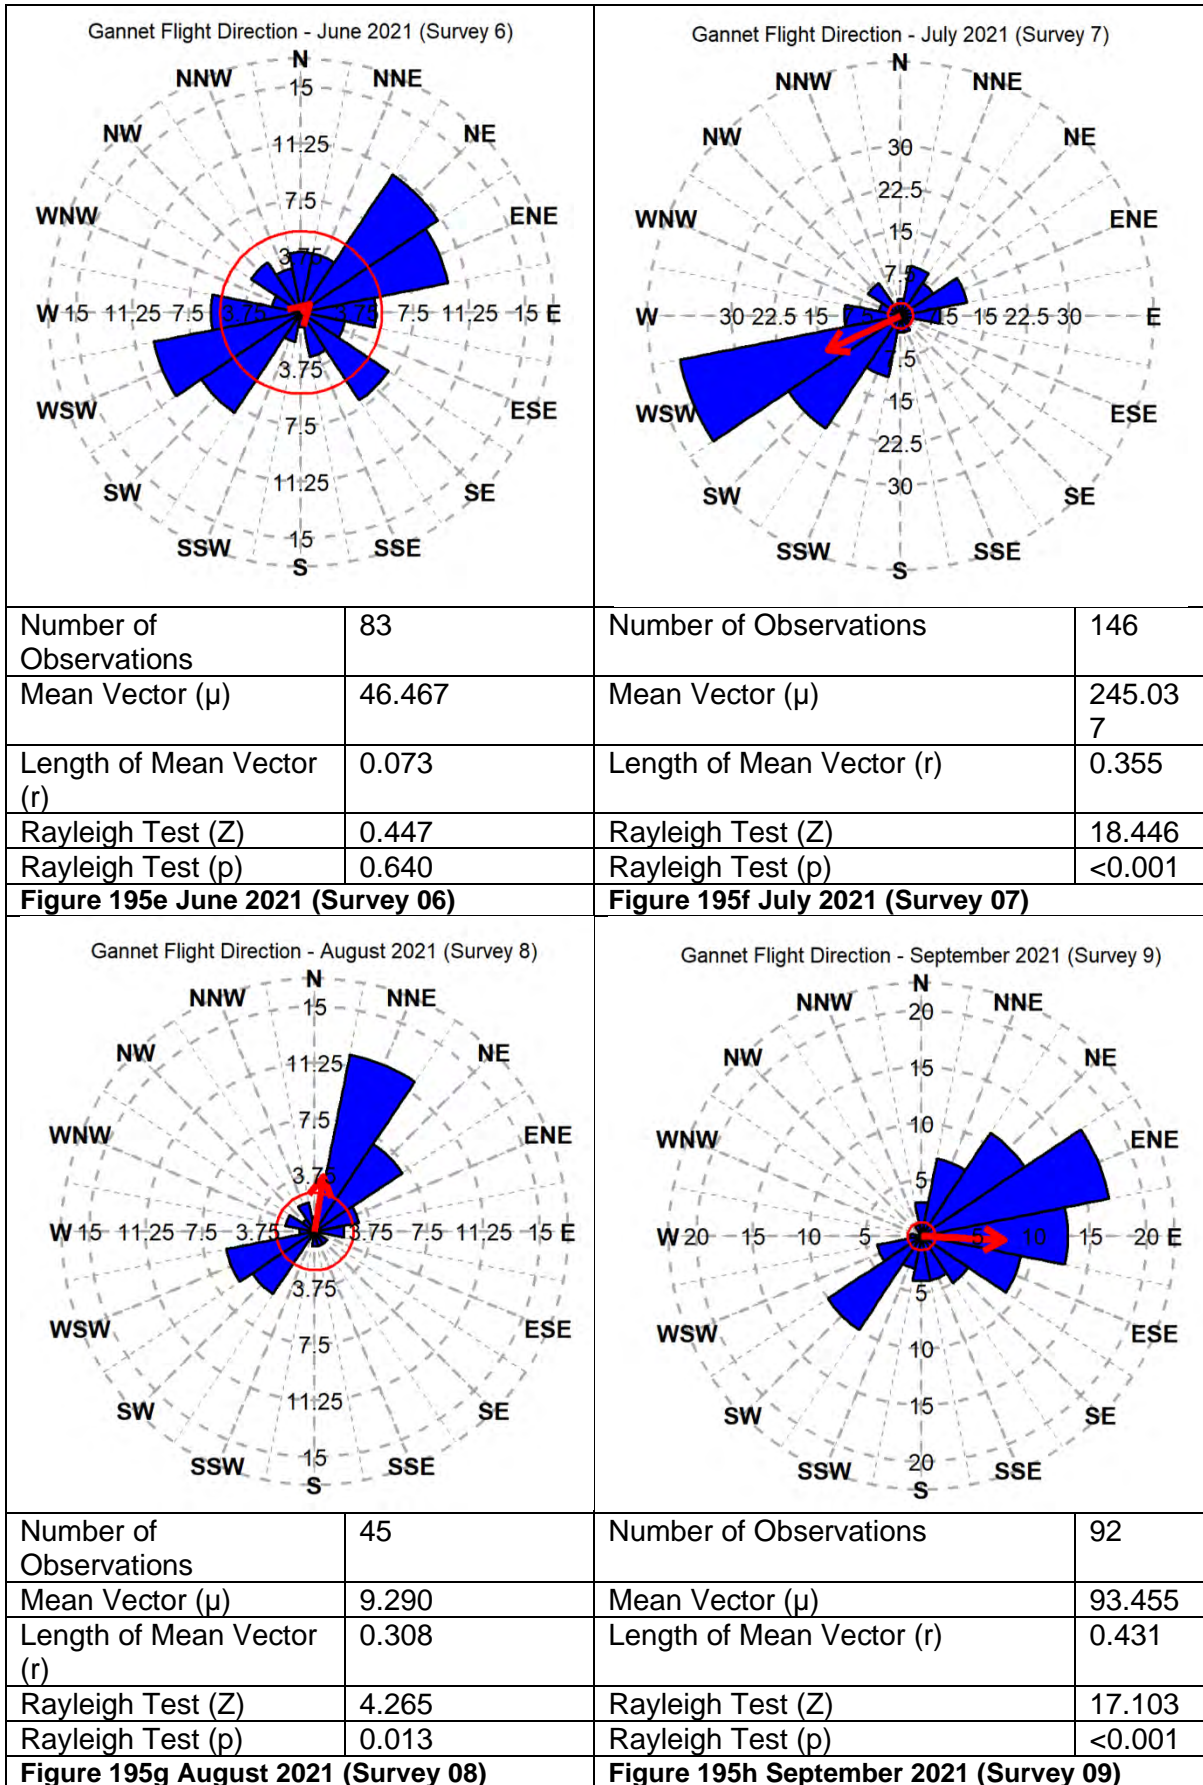 Gannet Flight Direction - June 2021 (Survey 6)
N
NNW NNE
15
NW NE
11.25
7.5
WNW ENE
3.75
W 15 11.25 7.5 3.75 3.75 7.5 11.25 15 E
3.75
WSW ESE
7.5
11.25
SW SE
15
SSW SSE
S
Number of Observations 83
Mean Vector (µ) 46.467
Length of Mean Vector (r) 0.073
Rayleigh Test (Z) 0.447
Rayleigh Test (p) 0.640
Figure 195e June 2021 (Survey 06)
Gannet Flight Direction - July 2021 (Survey 7)
N
NNW NNE
NW NE
30
22.5
WNW ENE
15
7.5
W 30 22.5 15 7.5 7.5 15 22.5 30 E
7.5
WSW ESE
15
22.5
SW SE
30
SSW SSE
S
Number of Observations 146
Mean Vector (µ) 245.03
7
Length of Mean Vector (r) 0.355
Rayleigh Test (Z) 18.446
Rayleigh Test (p) <0.001
Figure 195f July 2021 (Survey 07)
Gannet Flight Direction - August 2021 (Survey 8)
N
NNW NNE
15
NW NE
11.25
7.5
WNW ENE
3.75
W 15 11.25 7.5 3.75 3.75 7.5 11.25 15 E
3.75
WSW ESE
7.5
11.25
SW SE
15
SSW SSE
S
Number of Observations 45
Mean Vector (µ) 9.290
Length of Mean Vector (r) 0.308
Rayleigh Test (Z) 4.265
Rayleigh Test (p) 0.013
Figure 195g August 2021 (Survey 08)
Gannet Flight Direction - September 2021 (Survey 9)
N
NNW NNE
20
NW NE
15
10
WNW ENE
5
W 20 15 10 5 5 10 15 20 E
5
WSW ESE
10
15
SW SE
20
SSW SSE
S
Number of Observations 92
Mean Vector (µ) 93.455
Length of Mean Vector (r) 0.431
Rayleigh Test (Z) 17.103
Rayleigh Test (p) <0.001
Figure 195h September 2021 (Survey 09)